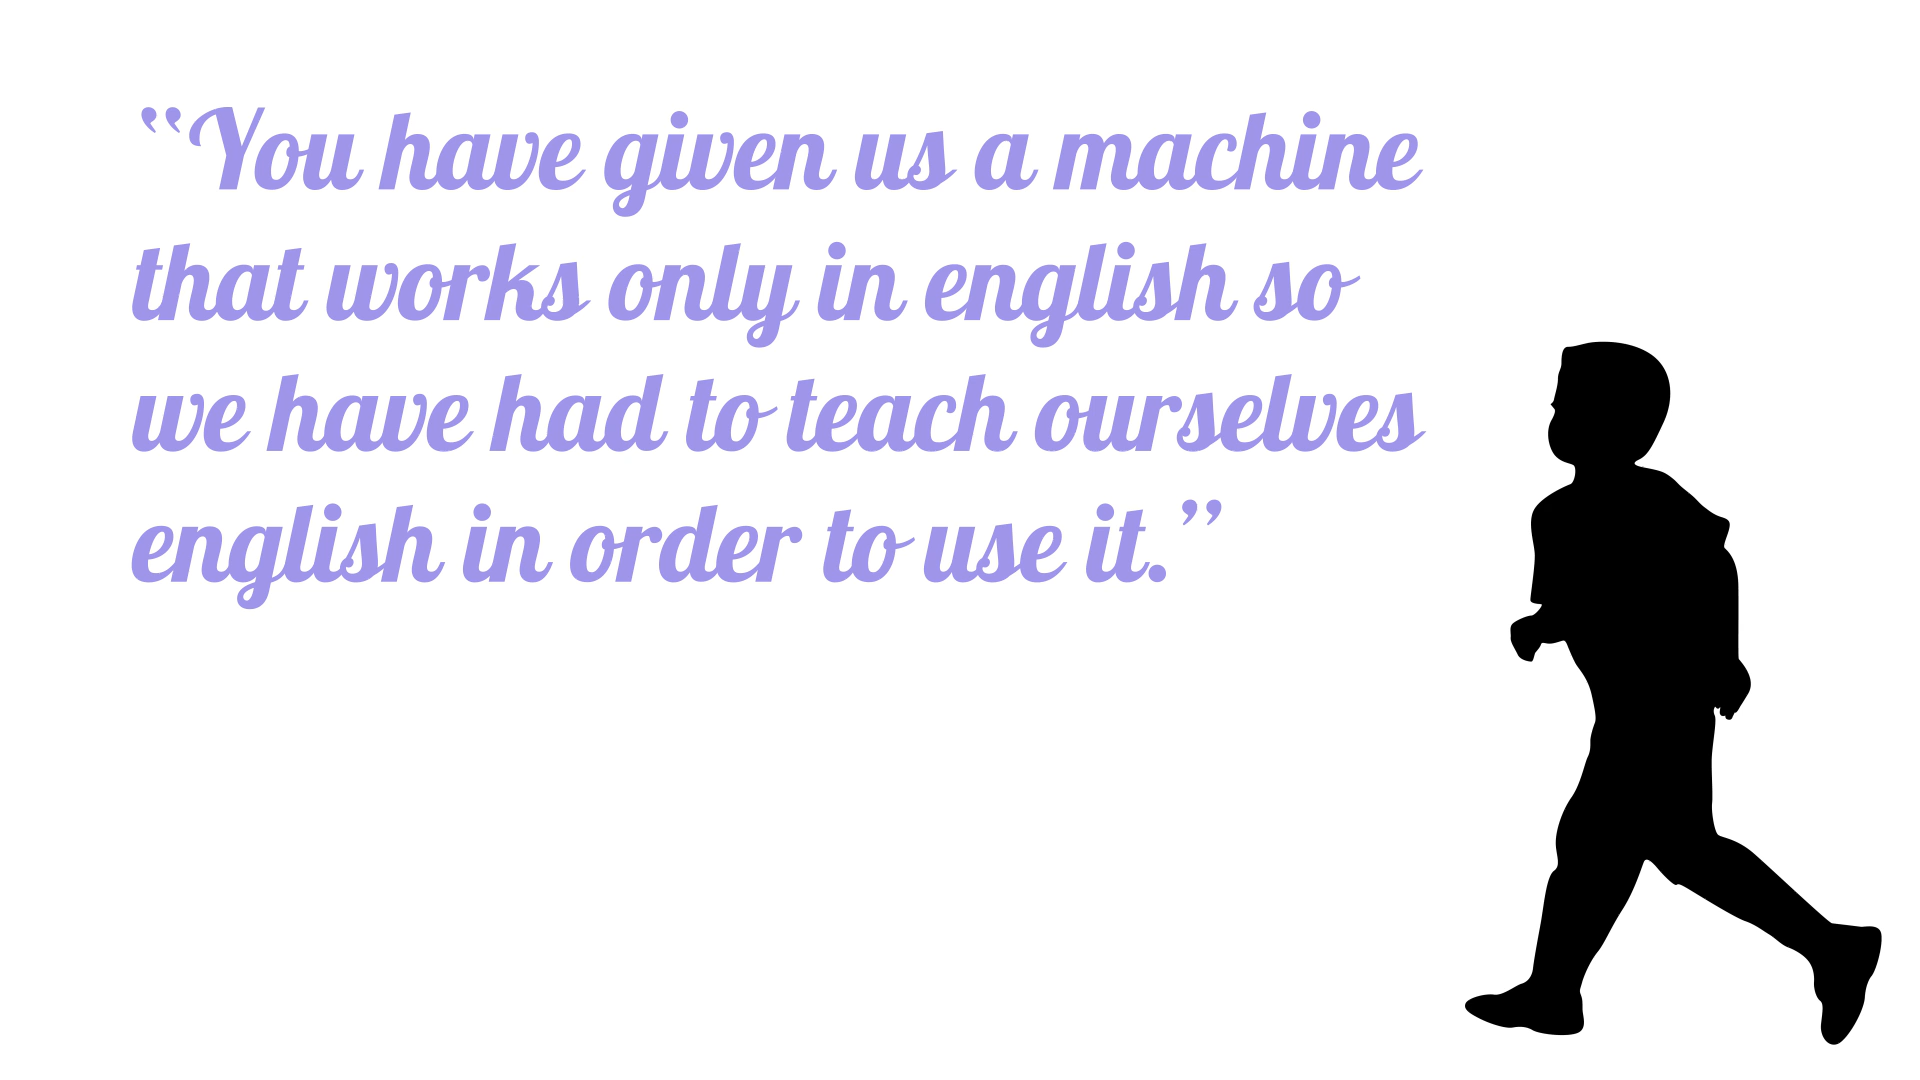 “You have given us a machine
that works only in english so
we have had to teach ourselves
english in order to use it.”